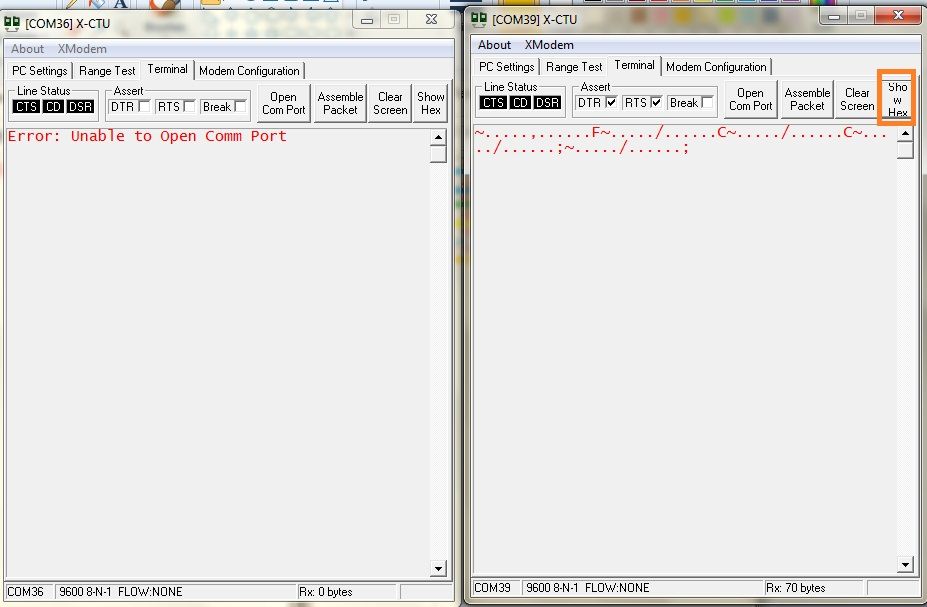 [COM36] X-CTU
About XModem
PC Settings Range Test Terminal Modem Configuration
Line Status
CTS CD DSR
Assert
DTR RTS Break
Open
Com Port
Assemble
Packet
Clear
Screen
Show
Hex
Error: Unable to Open Comm Port
COM36 9600 8-N-1 FLOW:NONE Rx: 0 bytes
[COM39] X-CTU
About XModem
PC Settings Range Test Terminal Modem Configuration
Line Status
CTS CD DSR
Assert
DTR RTS Break
Open
Com Port
Assemble
Packet
Clear
Screen
Sho
w
Hex
~.....,......F~...../......C~...../......C~...
../......;~...../......;
COM39 9600 8-N-1 FLOW:NONE Rx: 70 bytes